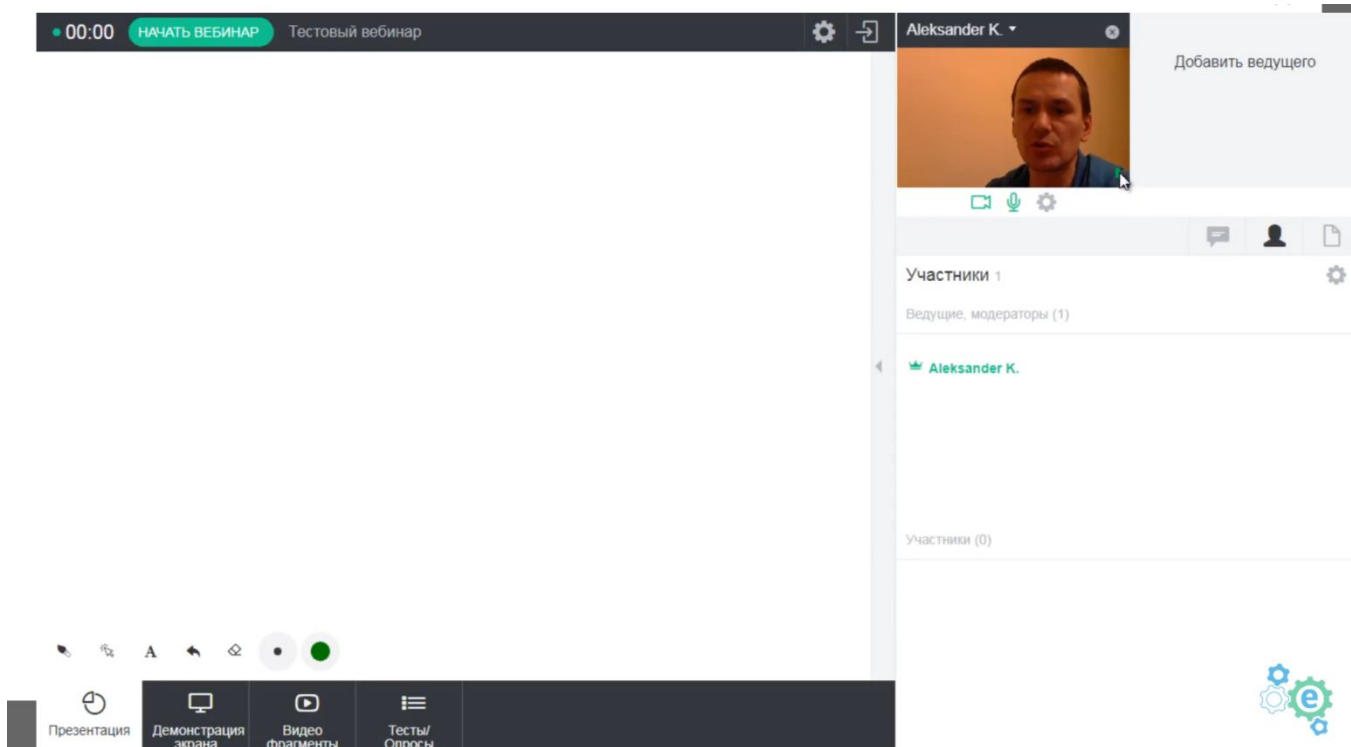 00:00 НАЧАТЬ ВЕБИНАР Тестовый вебинар
Aleksander K.
Добавить ведущего
Участники 1
Ведущие, модераторы (1)
Aleksander K.
Участники (0)
A
Презентация
Демонстрация
экрана
Видео
фрагменты
Тесты/
Опросы
e